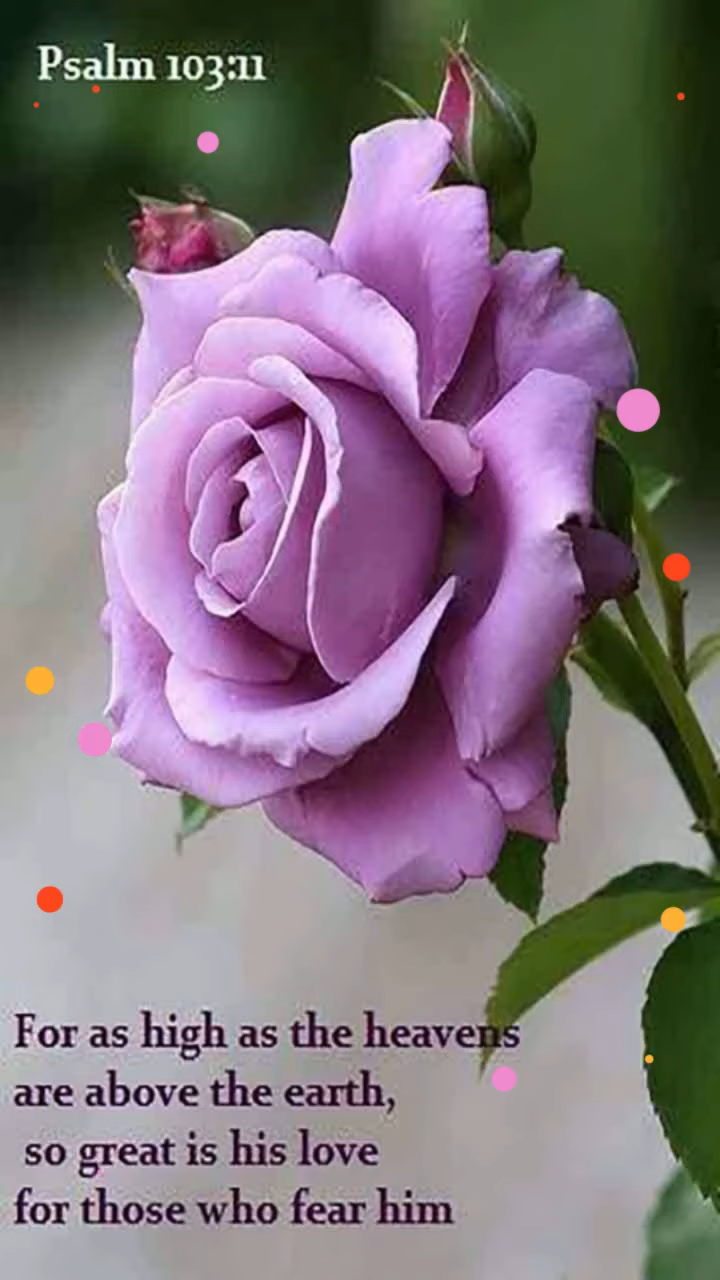 Psalm 103:11
For as high as the heavens
are above the earth,
so great is his love
for those who fear him